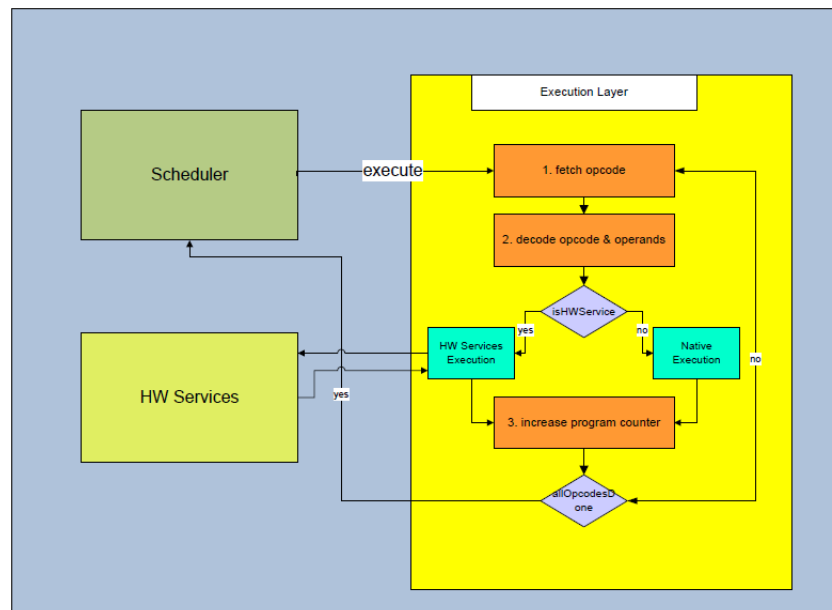 Execution Layer
Scheduler
execute
1. fetch opcode
2. decode opcode & operands
isHWService
yes
no
HW Services
Execution
Native
Execution
no
HW Services
yes
3. increase program counter
allOpcodesD
one